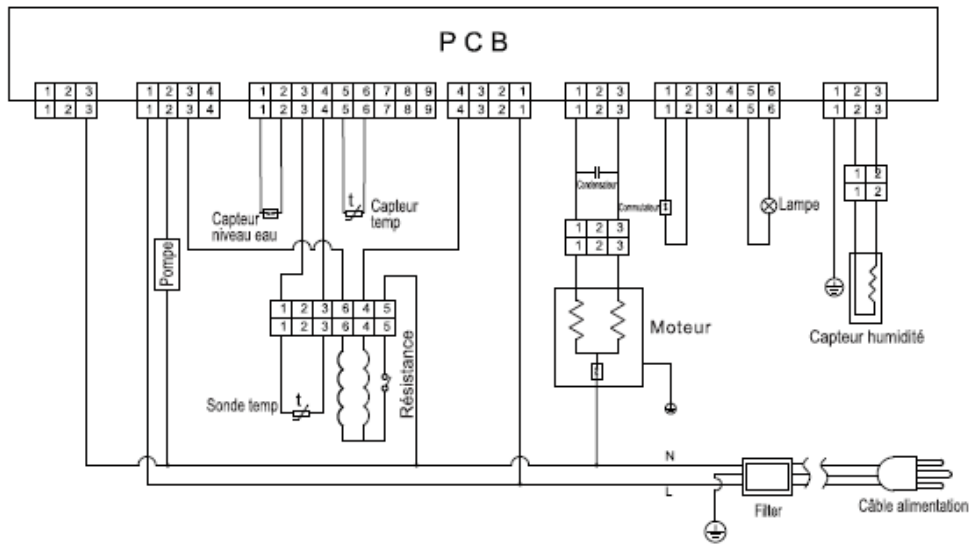 PCB
1 2 3
1 2 3
1 2 3 4
1 2 3 4
1 2 3 4 5 6 7 8 9
1 2 3 4 5 6 7 8 9
4 3 2 1
4 3 2 1
1 2 3
1 2 3
1 2 3 4 5 6
1 2 3 4 5 6
1 2 3
1 2 3
Capteur
niveau eau
t
Capteur
temp
Condensateur
Commutateur
Lampe
1 2
1 2
1 2 3
1 2 3
Pompe
1 2 3 6 4 5
1 2 3 6 4 5
Résistance
Sonde temp
t
Moteur
Capteur humidité
N
L
Filter
Câble alimentation